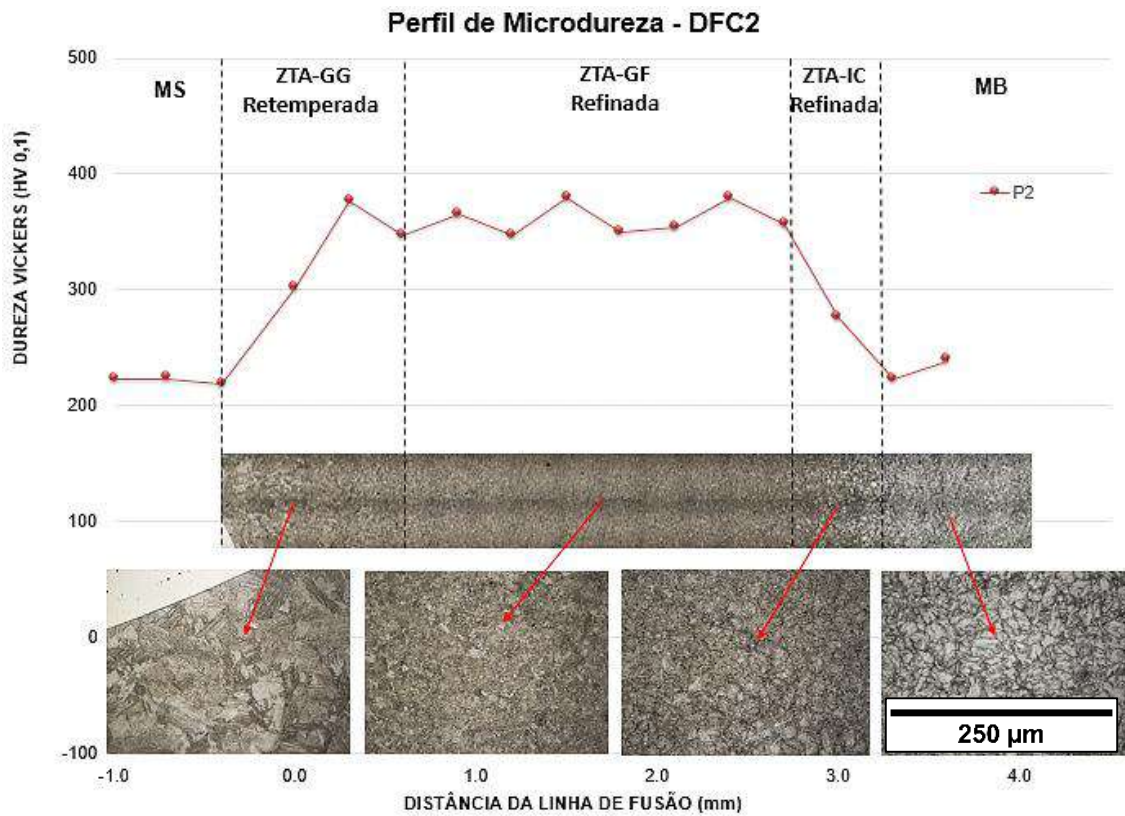 Perfil de Microdureza - DFC2
500
400
300
200
100
0
-100
DUREZA VICKERS (HV 0,1)
MS
ZTA-GG
Retemperada
ZTA-GF
Refinada
ZTA-IC
Refinada
MB
P2
250 µm
-1.0
0.0
1.0
2.0
3.0
4.0
DISTÂNCIA DA LINHA DE FUSÃO (mm)